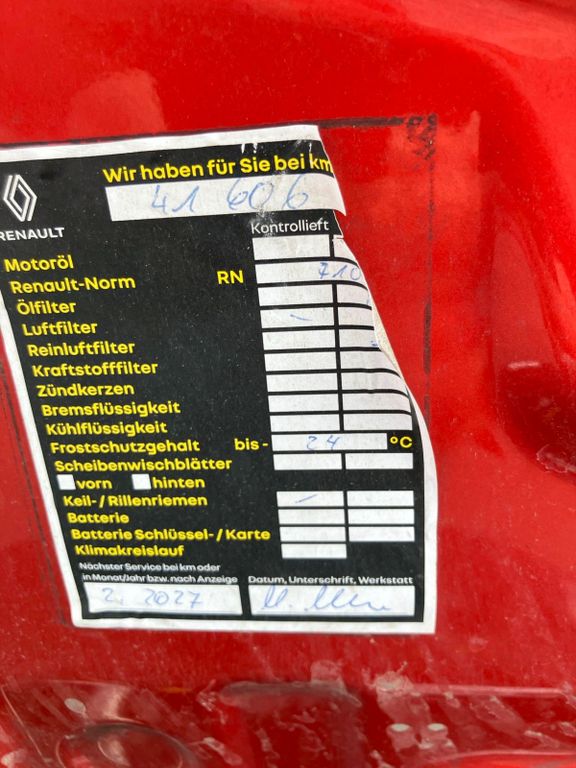 Wir haben für Sie bei km
41 606
RENAULT
Kontrolliert
Motoröl
Renault-Norm RN 710
Ölfilter
Luftfilter -
Reinluftfilter
Kraftstofffilter
Zündkerzen
Bremsflüssigkeit
Kühlflüssigkeit
Frostschutzgehalt bis - 24 °C
Scheibenwischblätter
vorn hinten
Keil-/Rillenriemen -
Batterie
Batterie Schlüssel-/Karte
Klimakreislauf
Nächster Service bei km oder
in Monat/Jahr bzw. nach Anzeige Datum, Unterschrift, Werkstatt
2. 2027